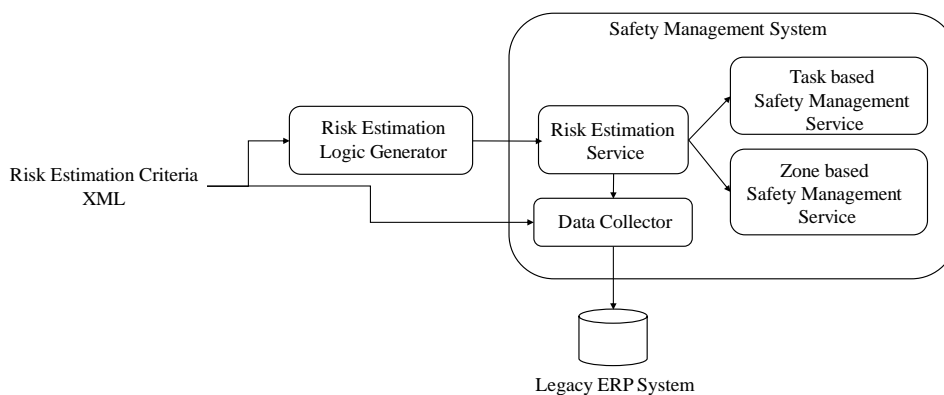 Safety Management System
Task based
Safety Management
Service
Risk Estimation
Logic Generator
Risk Estimation
Service
Zone based
Safety Management
Service
Risk Estimation Criteria
XML
Data Collector
Legacy ERP System